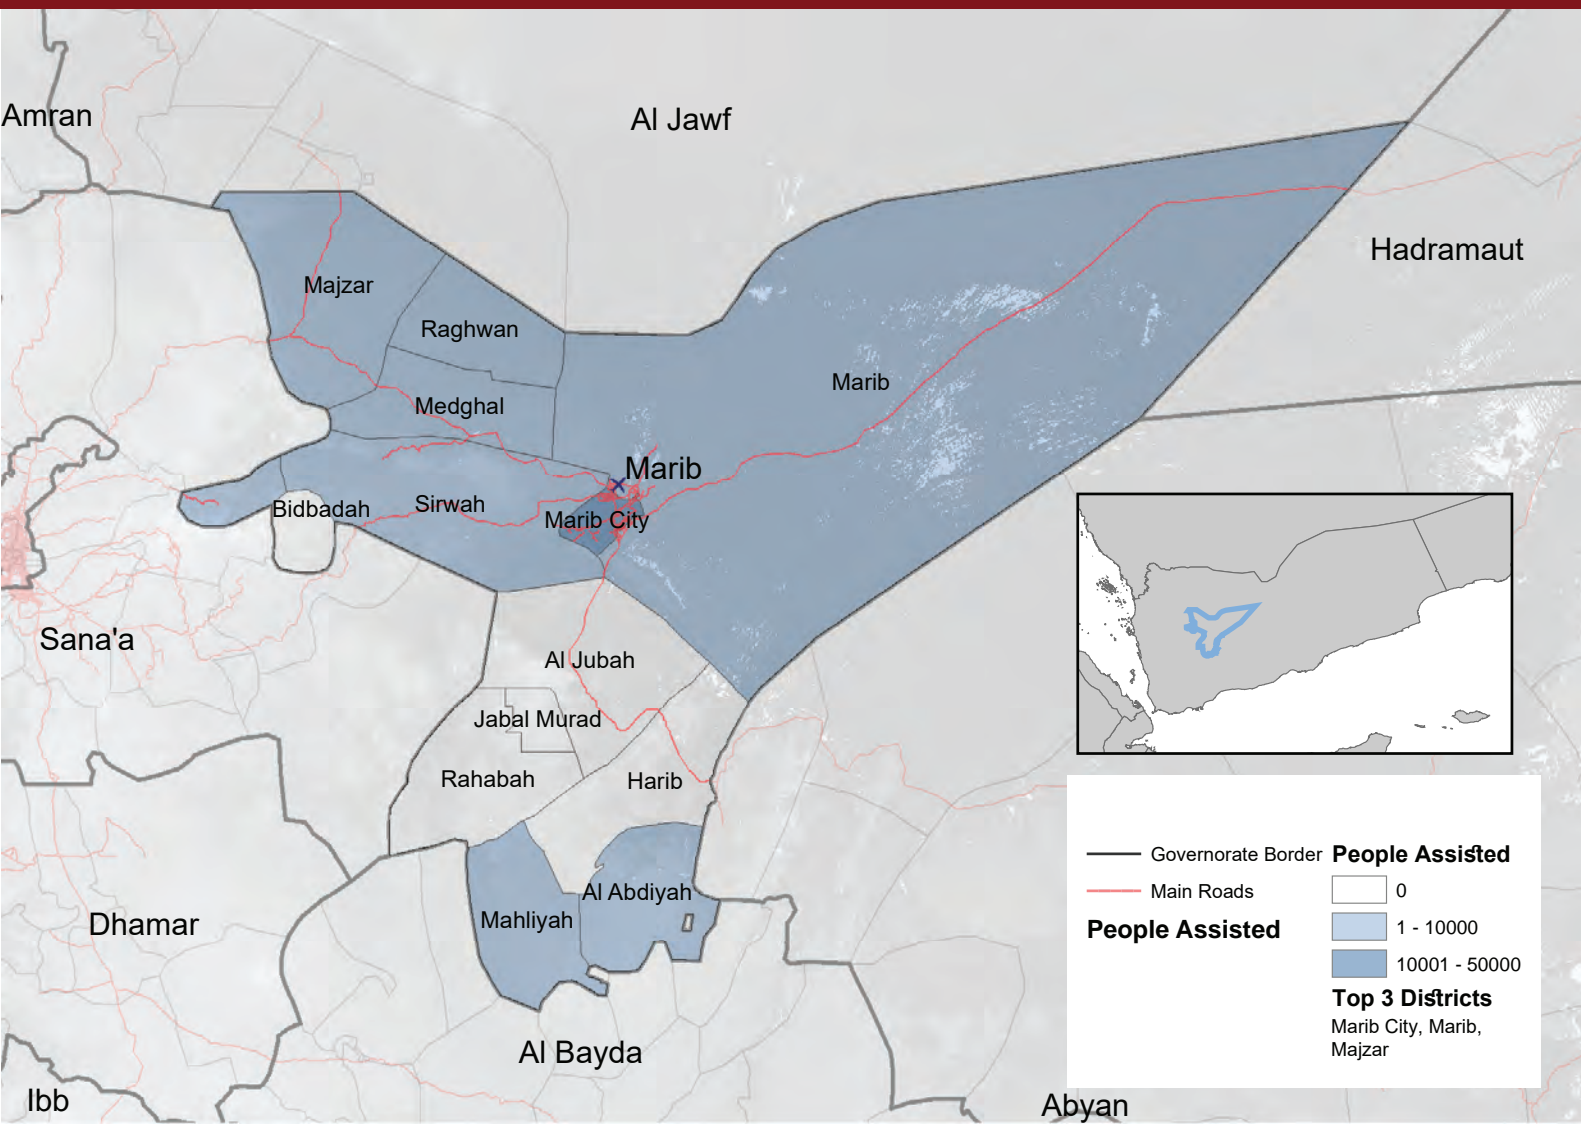 Amran
Al Jawf
Hadramaut
Majzar
Raghwan
Marib
Medghal
Marib
Bidbadah
Sirwah
Marib City
Sana'a
Al Jubah
Jabal Murad
Rahabah
Harib
Al Abdiyah
Mahliyah
Dhamar
Al Bayda
Ibb
Abyan
Governorate Border
Main Roads
People Assisted
People Assisted
0
1 - 10000
10001 - 50000
Top 3 Districts
Marib City, Marib,
Majzar